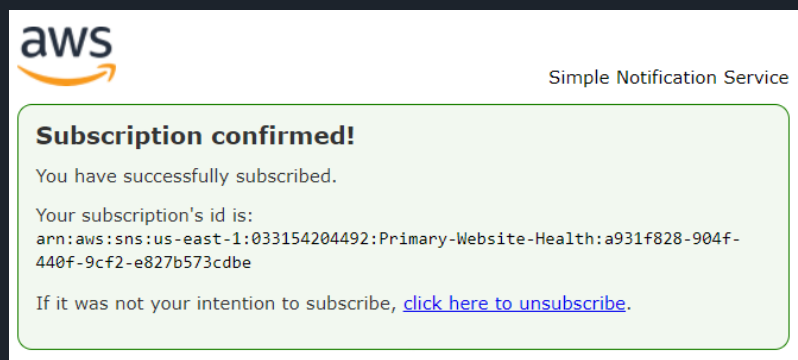 aws
Simple Notification Service
Subscription confirmed!
You have successfully subscribed.
Your subscription's id is:
arn:aws:sns:us-east-1:033154204492:Primary-Website-Health:a931f828-904f-
440f-9cf2-e827b573cdbe
If it was not your intention to subscribe, click here to unsubscribe.